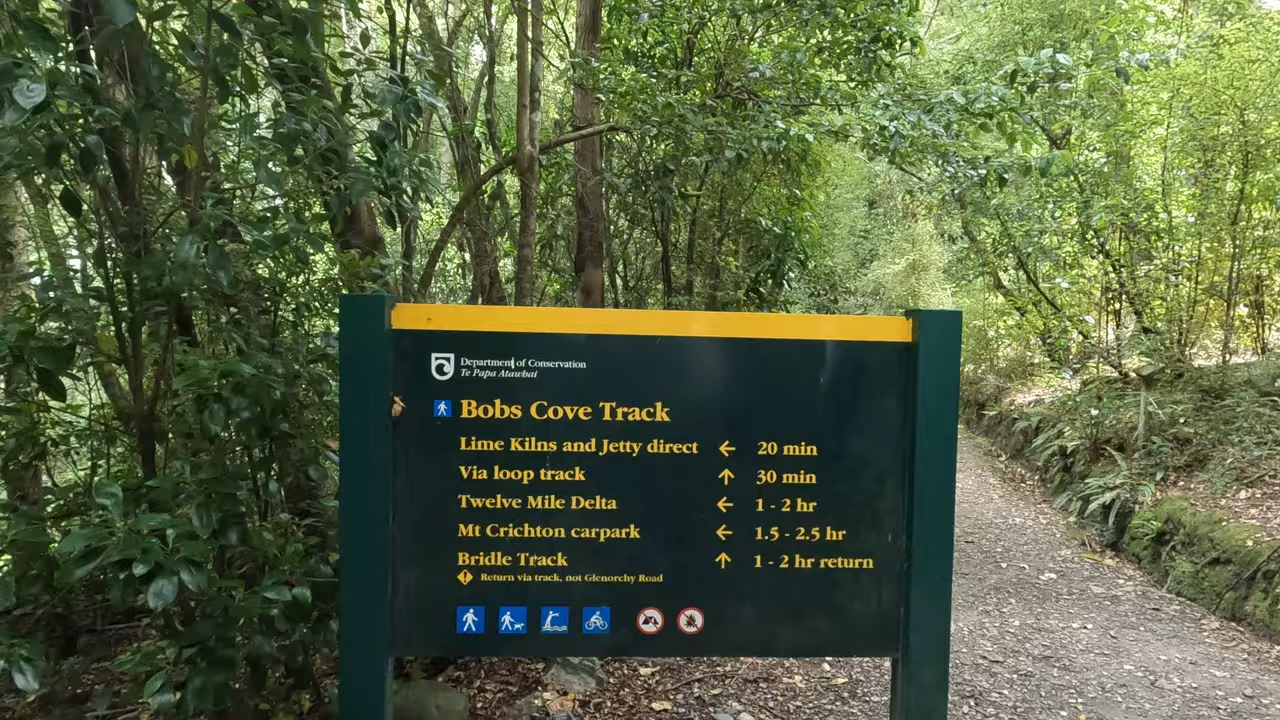 Department of Conservation
Te Papa Atawhai
Bobs Cove Track
Lime Kilns and Jetty direct ← 20 min
Via loop track ↑ 30 min
Twelve Mile Delta ← 1 - 2 hr
Mt Crichton carpark ← 1.5 - 2.5 hr
Bridle Track ↑ 1 - 2 hr return
Return via track, not Glenorchy Road